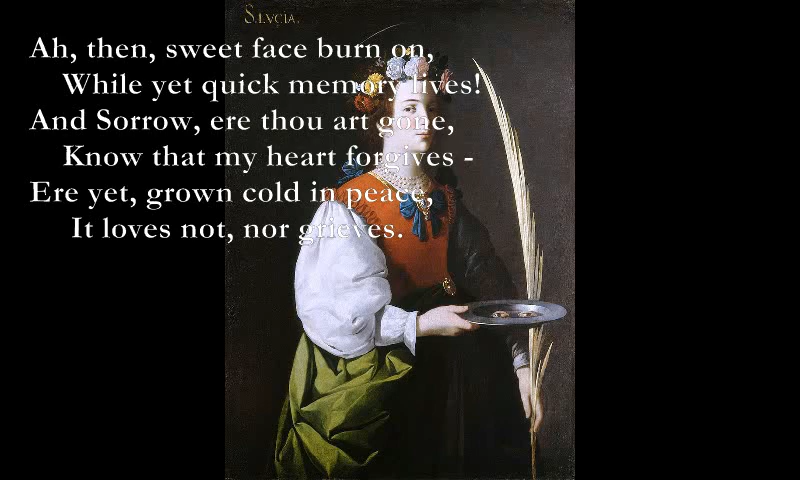 S.LVCIA.
Ah, then, sweet face burn on,
While yet quick memory lives!
And Sorrow, ere thou art gone,
Know that my heart forgives -
Ere yet, grown cold in peace,
It loves not, nor grieves.